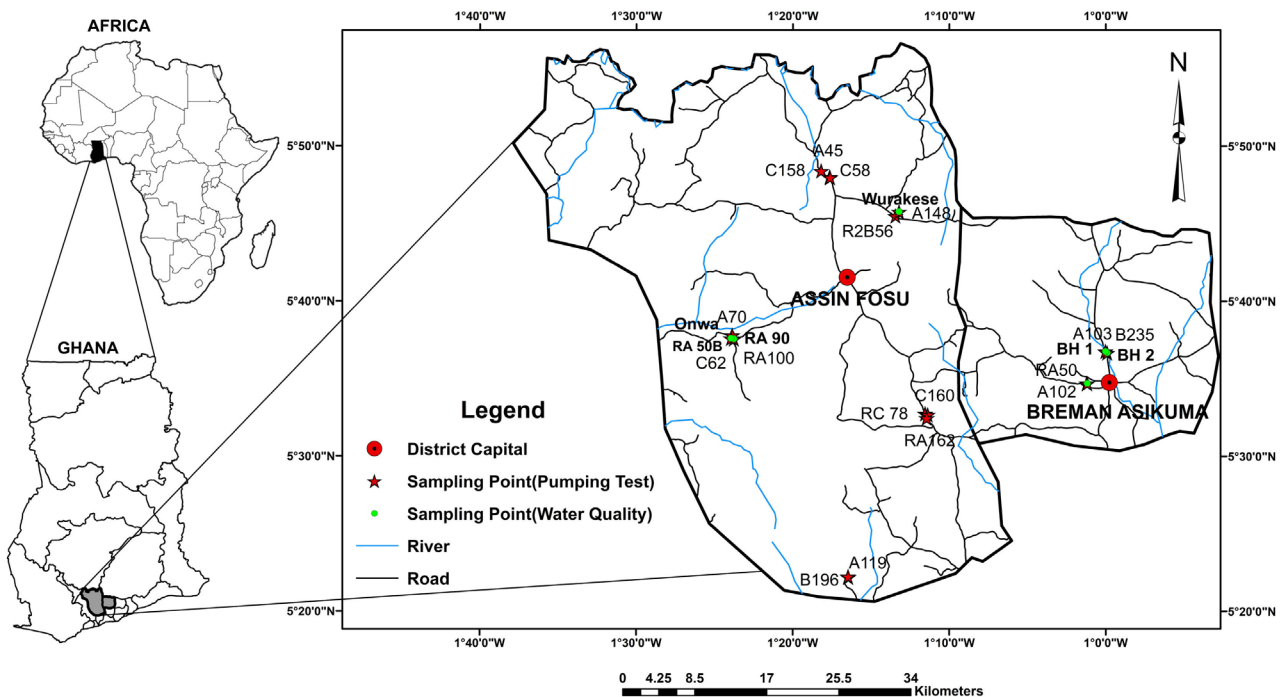 AFRICA
GHANA
1°40'0"W 1°30'0"W 1°20'0"W 1°10'0"W 1°0'0"W
N
5°50'0"N 5°50'0"N
5°40'0"N 5°40'0"N
5°30'0"N 5°30'0"N
5°20'0"N 5°20'0"N
A45
C158 C58
Wurakese
A148
R2B56
ASSIN FOSU
A70
Onwa
RA 90
RA 50B
C62 RA100
A103 B235
BH 1 BH 2
RA50
A102
BREMAN ASIKUMA
C160
RC 78
RA162
A119
B196
Legend
District Capital
Sampling Point(Pumping Test)
Sampling Point(Water Quality)
River
Road
1°40'0"W 1°30'0"W 1°20'0"W 1°10'0"W 1°0'0"W
0 4.25 8.5 17 25.5 34
Kilometers